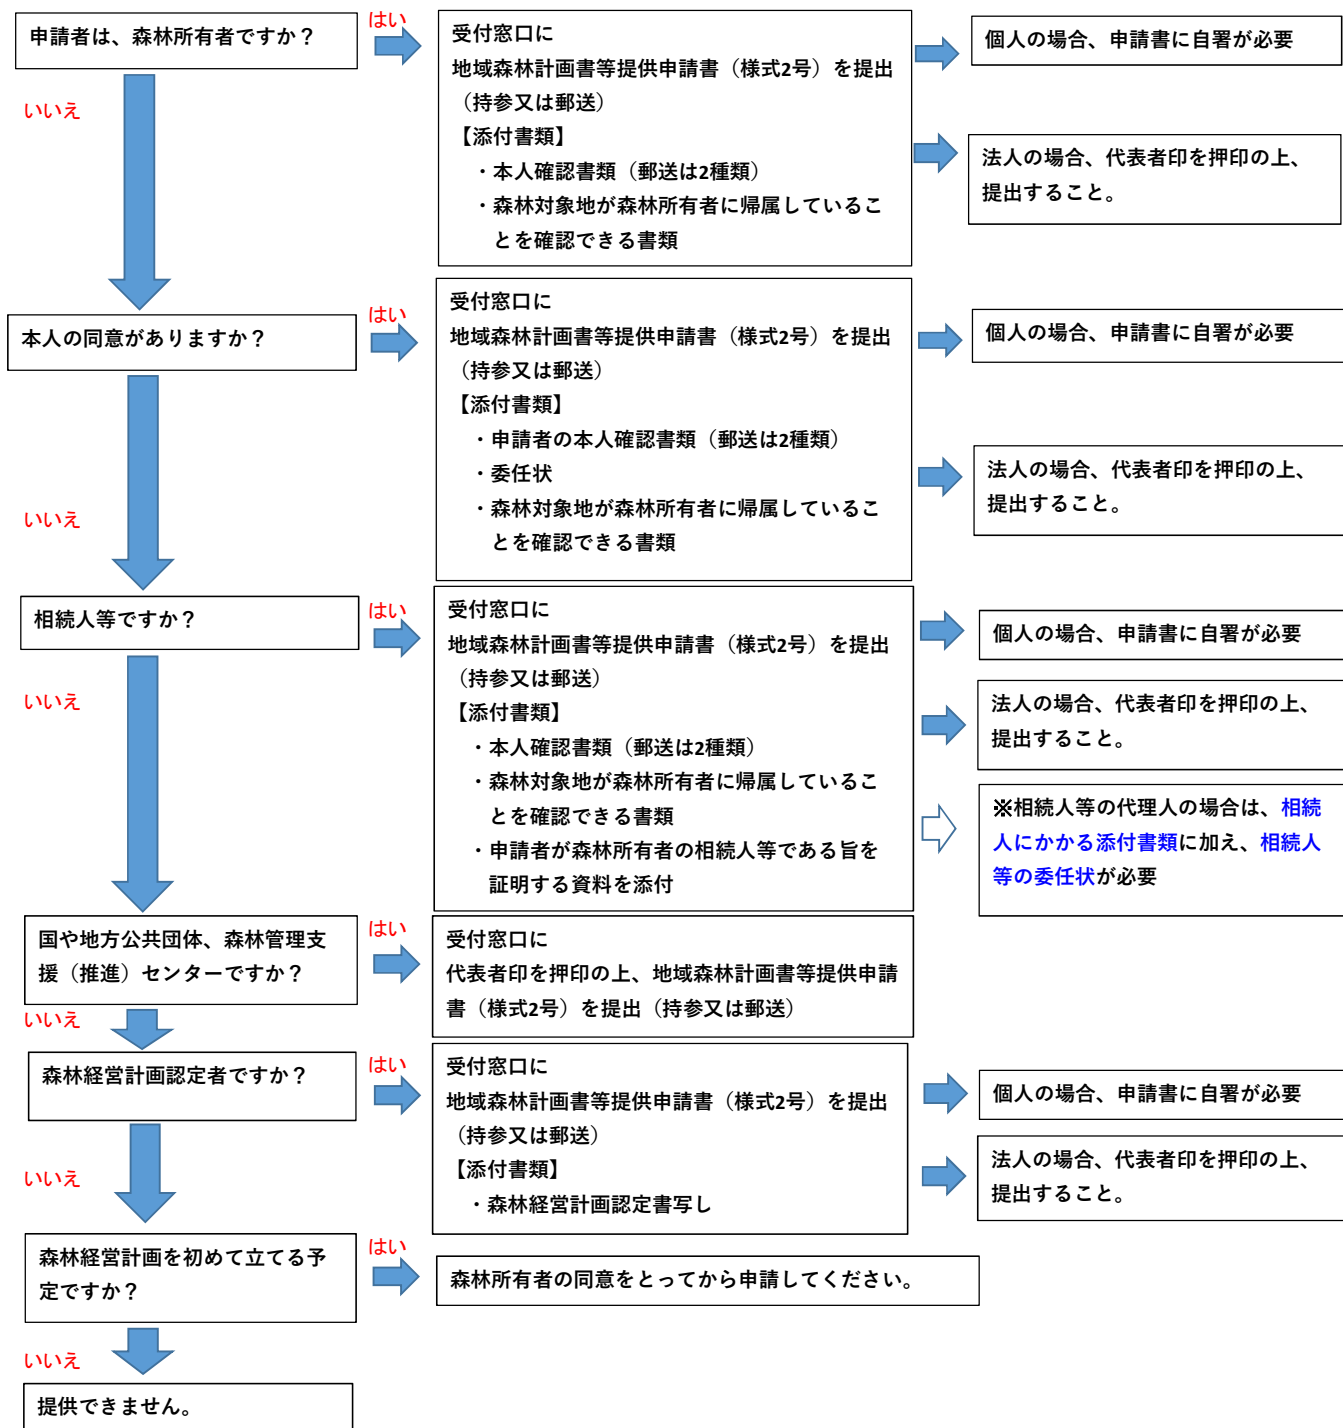 申請者は、森林所有者ですか？
はい
受付窓口に
地域森林計画書等提供申請書（様式2号）を提出
（持参又は郵送）
【添付書類】
・本人確認書類（郵送は2種類）
・森林対象地が森林所有者に帰属しているこ
とを確認できる書類
個人の場合、申請書に自署が必要
法人の場合、代表者印を押印の上、
提出すること。
いいえ
本人の同意がありますか？
はい
受付窓口に
地域森林計画書等提供申請書（様式2号）を提出
（持参又は郵送）
【添付書類】
・申請者の本人確認書類（郵送は2種類）
・委任状
・森林対象地が森林所有者に帰属しているこ
とを確認できる書類
個人の場合、申請書に自署が必要
法人の場合、代表者印を押印の上、
提出すること。
いいえ
相続人等ですか？
はい
受付窓口に
地域森林計画書等提供申請書（様式2号）を提出
（持参又は郵送）
【添付書類】
・本人確認書類（郵送は2種類）
・森林対象地が森林所有者に帰属しているこ
とを確認できる書類
・申請者が森林所有者の相続人等である旨を
証明する資料を添付
個人の場合、申請書に自署が必要
法人の場合、代表者印を押印の上、
提出すること。
※相続人等の代理人の場合は、相続
人にかかる添付書類に加え、相続人
等の委任状が必要
いいえ
国や地方公共団体、森林管理支
援（推進）センターですか？
はい
受付窓口に
代表者印を押印の上、地域森林計画書等提供申請
書（様式2号）を提出（持参又は郵送）
いいえ
森林経営計画認定者ですか？
はい
受付窓口に
地域森林計画書等提供申請書（様式2号）を提出
（持参又は郵送）
【添付書類】
・森林経営計画認定書写し
個人の場合、申請書に自署が必要
法人の場合、代表者印を押印の上、
提出すること。
いいえ
森林経営計画を初めて立てる予
定ですか？
はい
森林所有者の同意をとってから申請してください。
いいえ
提供できません。